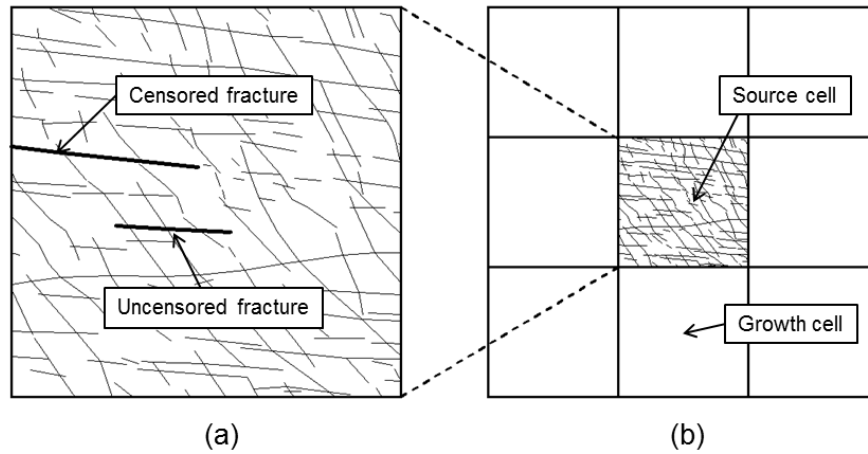 Censored fracture
Uncensored fracture
Source cell
Growth cell
(a)
(b)